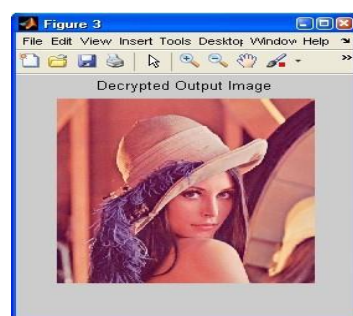 Figure 3
File Edit View Insert Tools Desktop Window Help
Decrypted Output Image